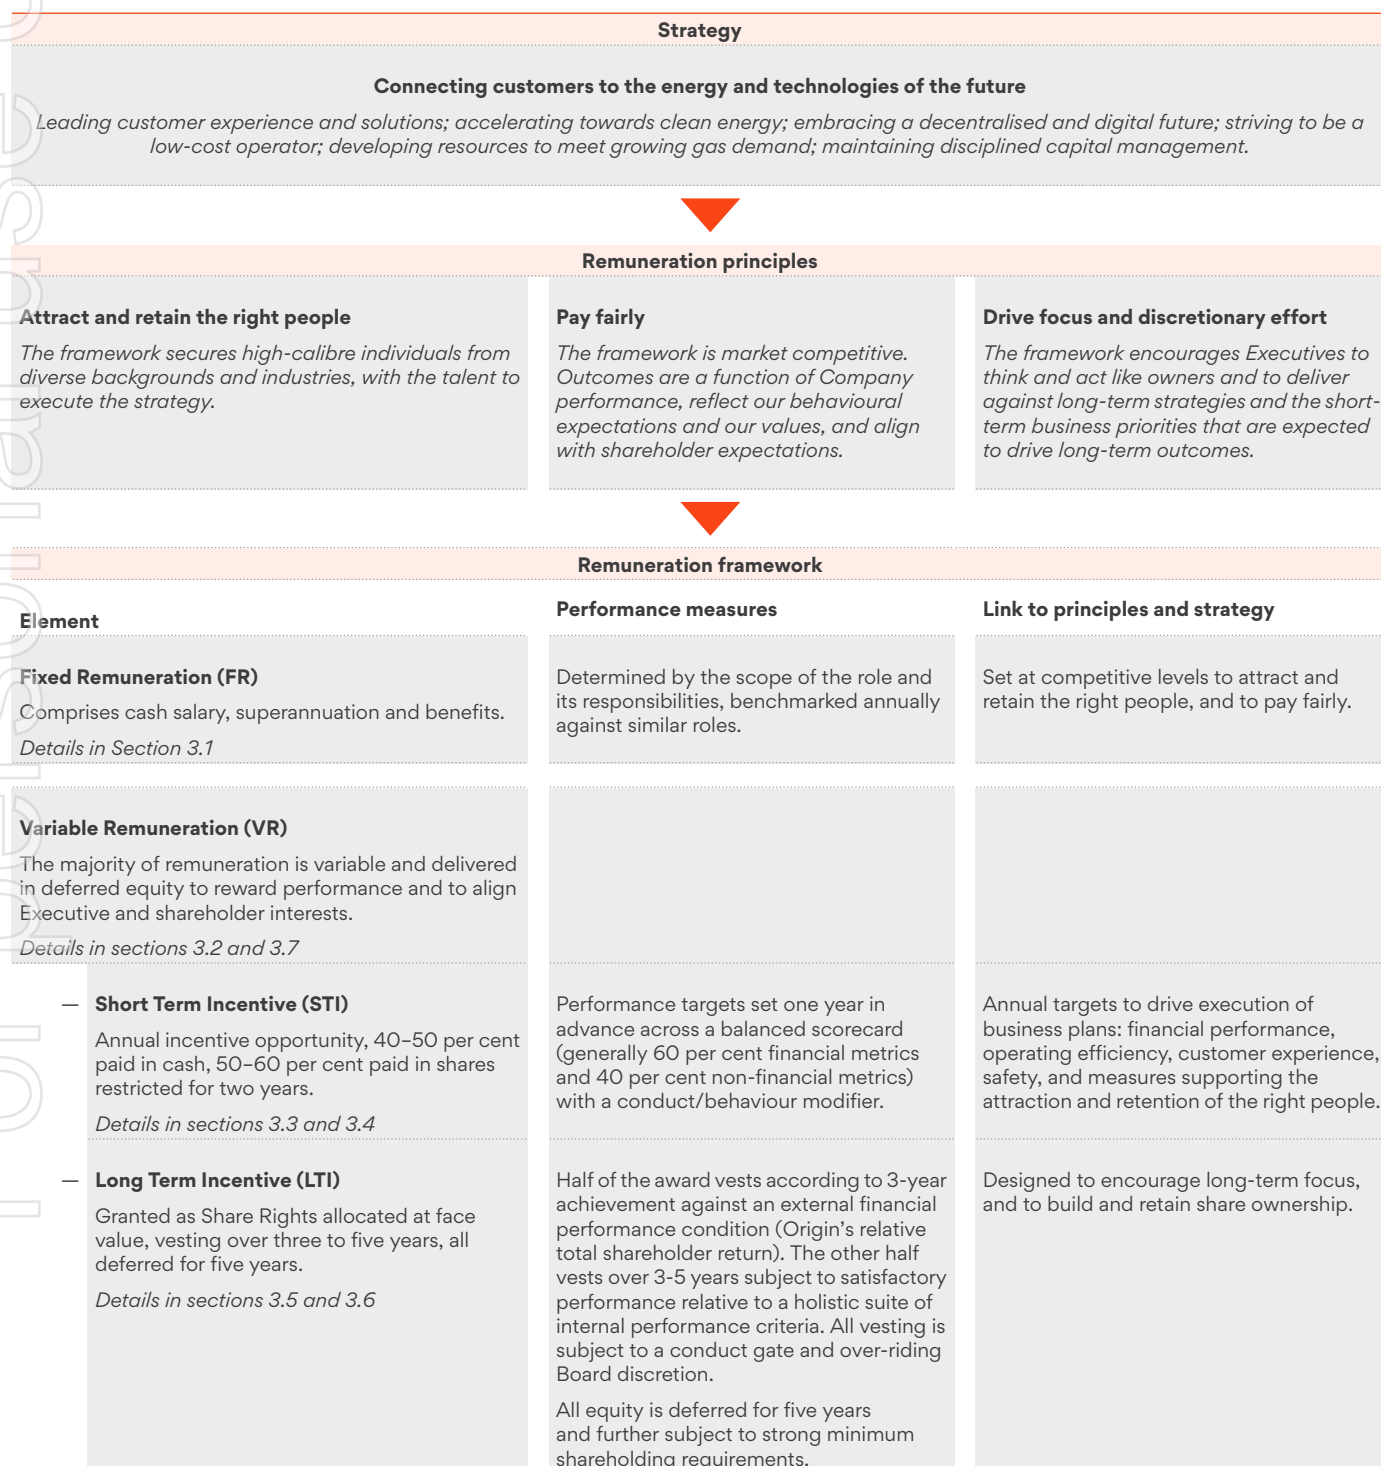 Strategy
Connecting customers to the energy and technologies of the future
Leading customer experience and solutions; accelerating towards clean energy; embracing a decentralised and digital future; striving to be a
low-cost operator; developing resources to meet growing gas demand; maintaining disciplined capital management.
Remuneration principles
Attract and retain the right people
The framework secures high-calibre individuals from
diverse backgrounds and industries, with the talent to
execute the strategy.
Pay fairly
The framework is market competitive.
Outcomes are a function of Company
performance, reflect our behavioural
expectations and our values, and align
with shareholder expectations.
Drive focus and discretionary effort
The framework encourages Executives to
think and act like owners and to deliver
against long-term strategies and the short-
term business priorities that are expected
to drive long-term outcomes.
Remuneration framework
Element
Performance measures
Link to principles and strategy
Fixed Remuneration (FR)
Comprises cash salary, superannuation and benefits.
Details in Section 3.1
Determined by the scope of the role and
its responsibilities, benchmarked annually
against similar roles.
Set at competitive levels to attract and
retain the right people, and to pay fairly.
Variable Remuneration (VR)
The majority of remuneration is variable and delivered
in deferred equity to reward performance and to align
Executive and shareholder interests.
Details in sections 3.2 and 3.7
— Short Term Incentive (STI)
Annual incentive opportunity, 40–50 per cent
paid in cash, 50–60 per cent paid in shares
restricted for two years.
Details in sections 3.3 and 3.4
Performance targets set one year in
advance across a balanced scorecard
(generally 60 per cent financial metrics
and 40 per cent non-financial metrics)
with a conduct/behaviour modifier.
Annual targets to drive execution of
business plans: financial performance,
operating efficiency, customer experience,
safety, and measures supporting the
attraction and retention of the right people.
— Long Term Incentive (LTI)
Granted as Share Rights allocated at face
value, vesting over three to five years, all
deferred for five years.
Details in sections 3.5 and 3.6
Half of the award vests according to 3-year
achievement against an external financial
performance condition (Origin's relative
total shareholder return). The other half
vests over 3-5 years subject to satisfactory
performance relative to a holistic suite of
internal performance criteria. All vesting is
subject to a conduct gate and over-riding
Board discretion.
All equity is deferred for five years
and further subject to strong minimum
shareholding requirements.
Designed to encourage long-term focus,
and to build and retain share ownership.